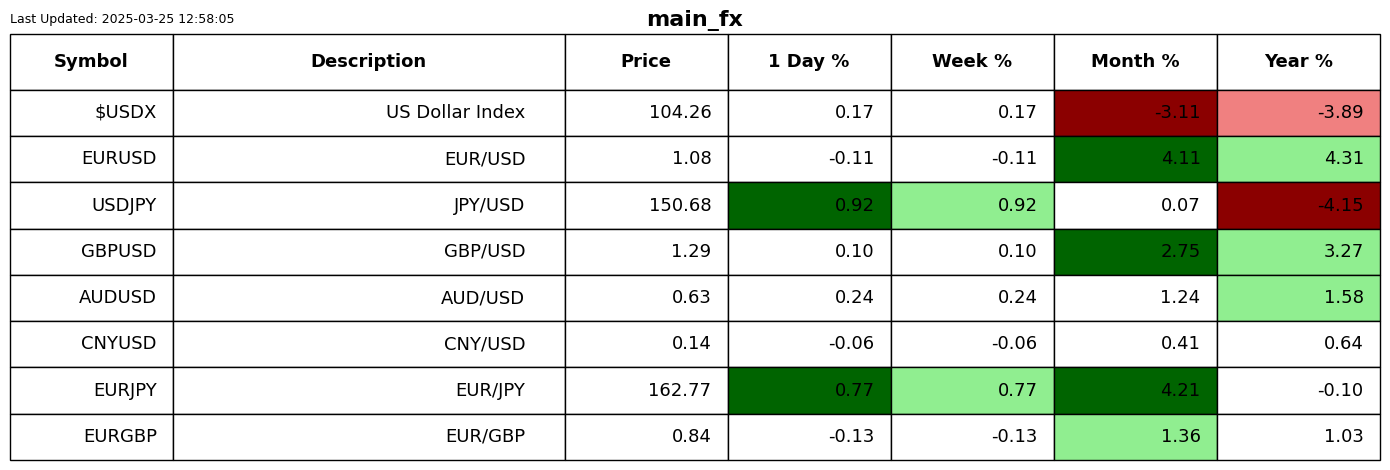 Last Updated: 2025-03-25 12:58:05
main_fx
Symbol Description Price 1 Day % Week % Month % Year %
$USDX US Dollar Index 104.26 0.17 0.17 -3.11 -3.89
EURUSD EUR/USD 1.08 -0.11 -0.11 4.11 4.31
USDJPY JPY/USD 150.68 0.92 0.92 0.07 -4.15
GBPUSD GBP/USD 1.29 0.10 0.10 2.75 3.27
AUDUSD AUD/USD 0.63 0.24 0.24 1.24 1.58
CNYUSD CNY/USD 0.14 -0.06 -0.06 0.41 0.64
EURJPY EUR/JPY 162.77 0.77 0.77 4.21 -0.10
EURGBP EUR/GBP 0.84 -0.13 -0.13 1.36 1.03